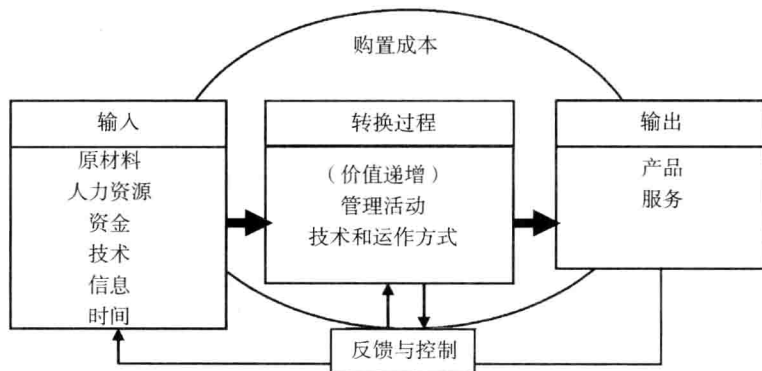 购置成本
输入
原材料
人力资源
资金
技术
信息
时间
转换过程
（价值递增）
管理活动
技术和运作方式
输出
产品
服务
反馈与控制